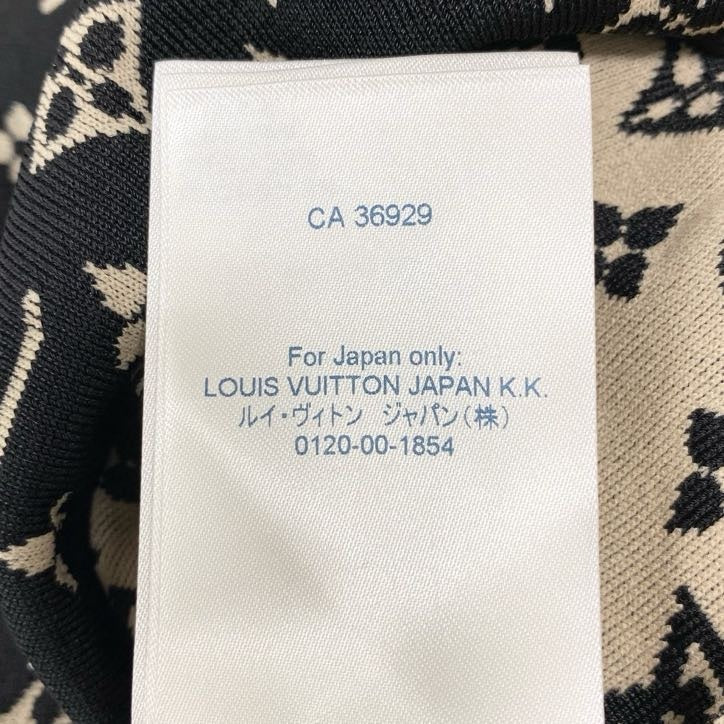 CA 36929
For Japan only:
LOUIS VUITTON JAPAN K.K.
ルイ・ヴィトン ジャパン(株)
0120-00-1854